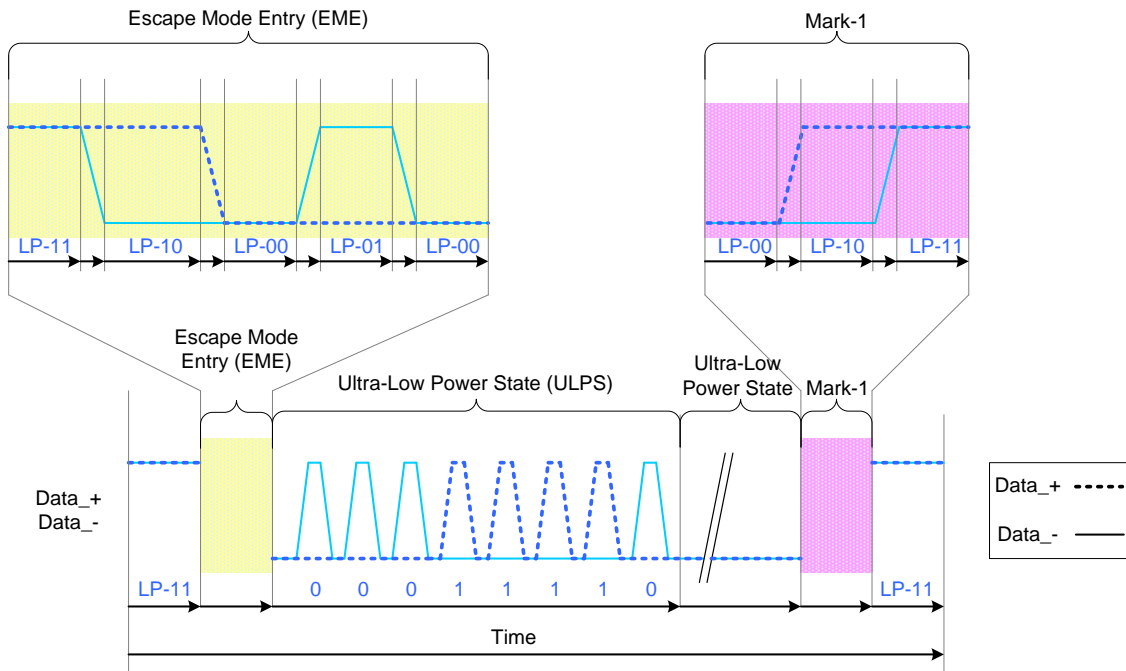 Escape Mode Entry (EME)
Mark-1
LP-11 LP-10 LP-00 LP-01 LP-00
LP-00 LP-10 LP-11
Escape Mode
Entry (EME)
Ultra-Low Power State (ULPS)
Ultra-Low
Power State
Mark-1
Data_+
Data_-
LP-11 0 0 0 1 1 1 1 0 LP-11
Time
Data_+
Data_-